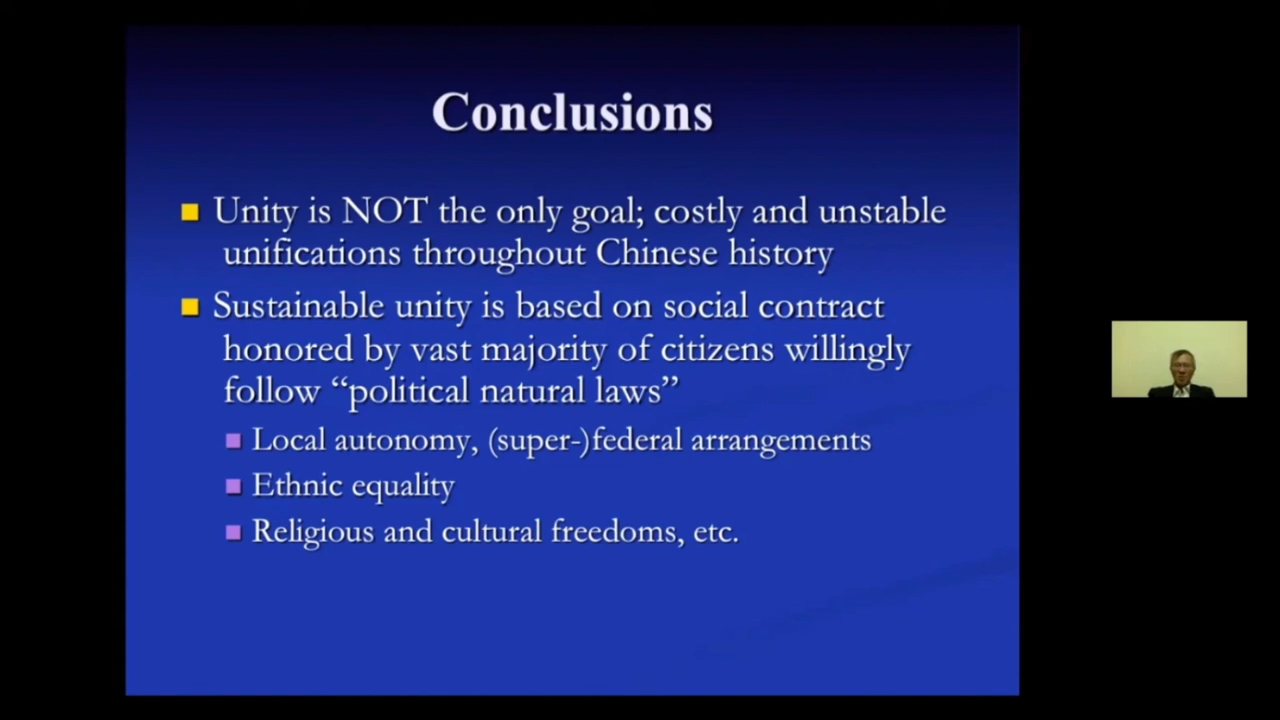 Conclusions
Unity is NOT the only goal; costly and unstable
unifications throughout Chinese history
Sustainable unity is based on social contract
honored by vast majority of citizens willingly
follow “political natural laws”
Local autonomy, (super-)federal arrangements
Ethnic equality
Religious and cultural freedoms, etc.